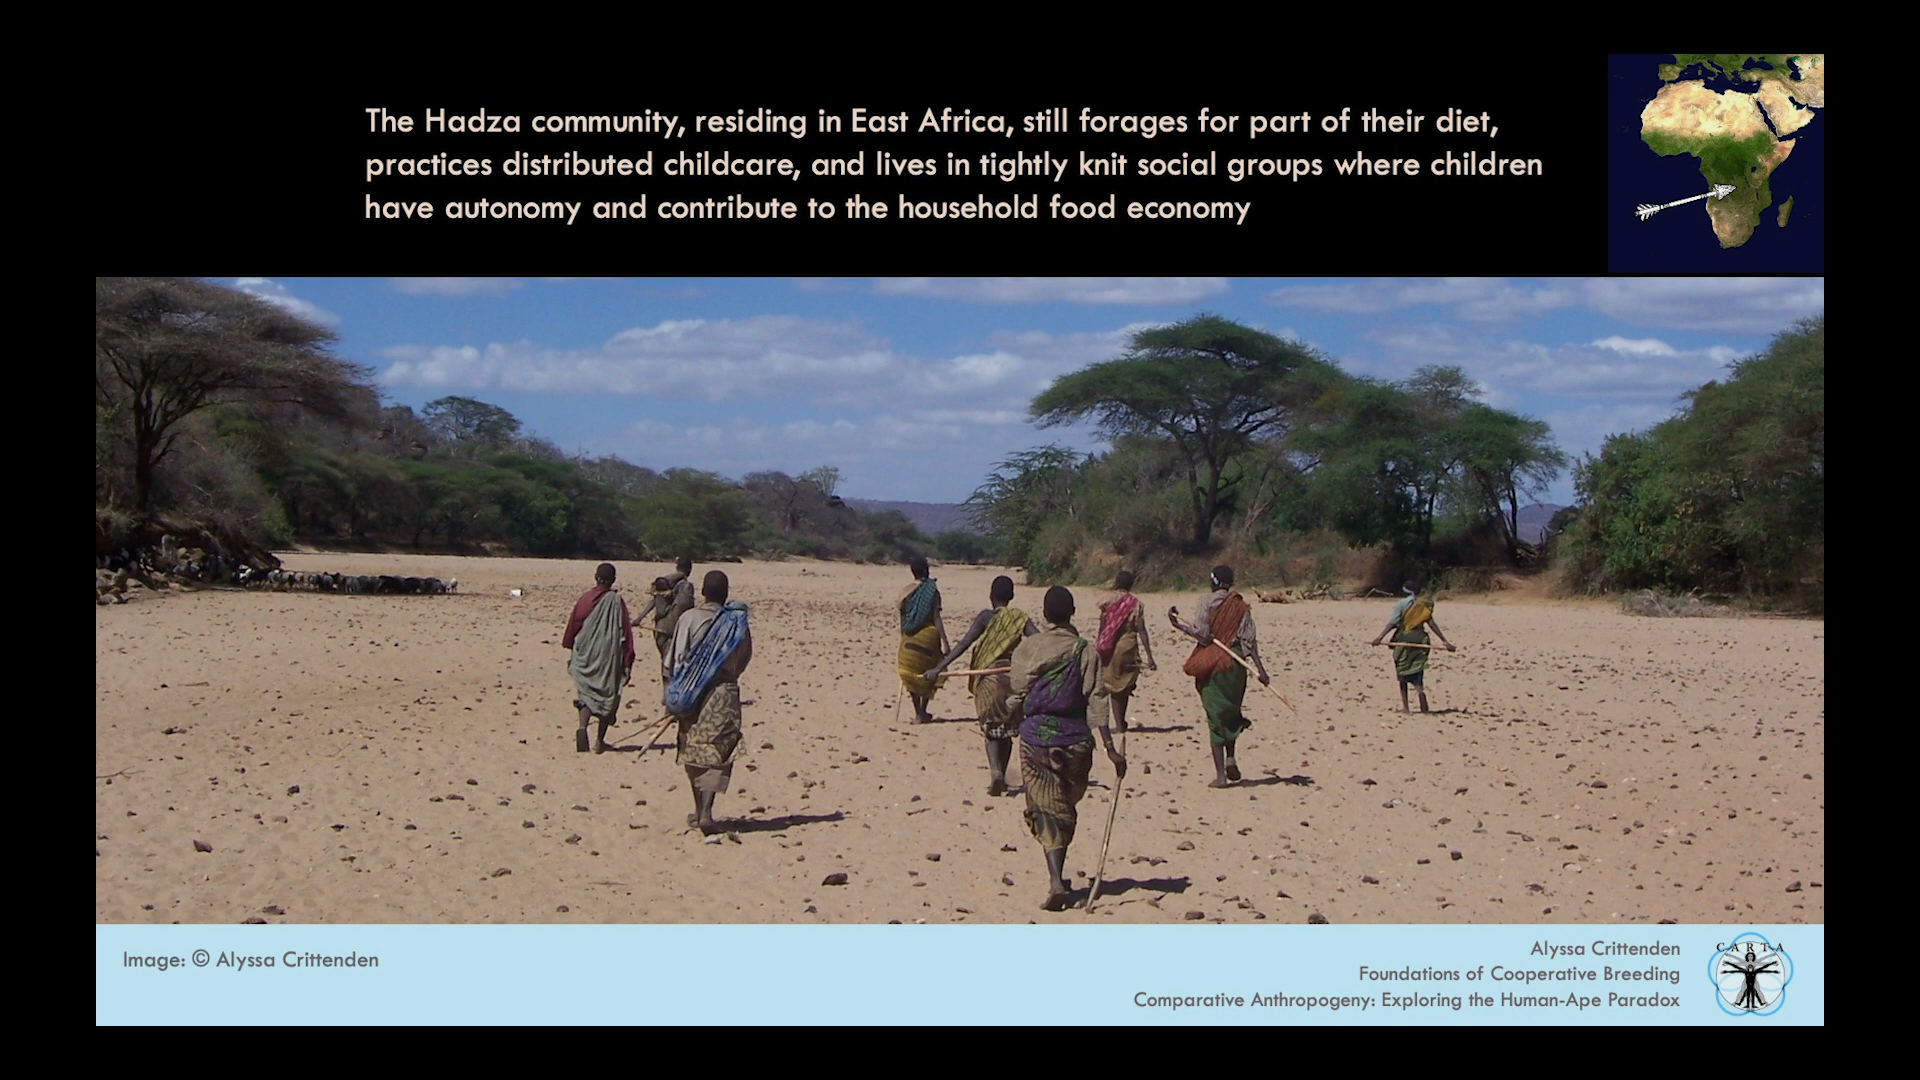 The Hadza community, residing in East Africa, still forages for part of their diet,
practices distributed childcare, and lives in tightly knit social groups where children
have autonomy and contribute to the household food economy
Image: © Alyssa Crittenden
Alyssa Crittenden
Foundations of Cooperative Breeding
Comparative Anthropogeny: Exploring the Human-Ape Paradox
CARTA